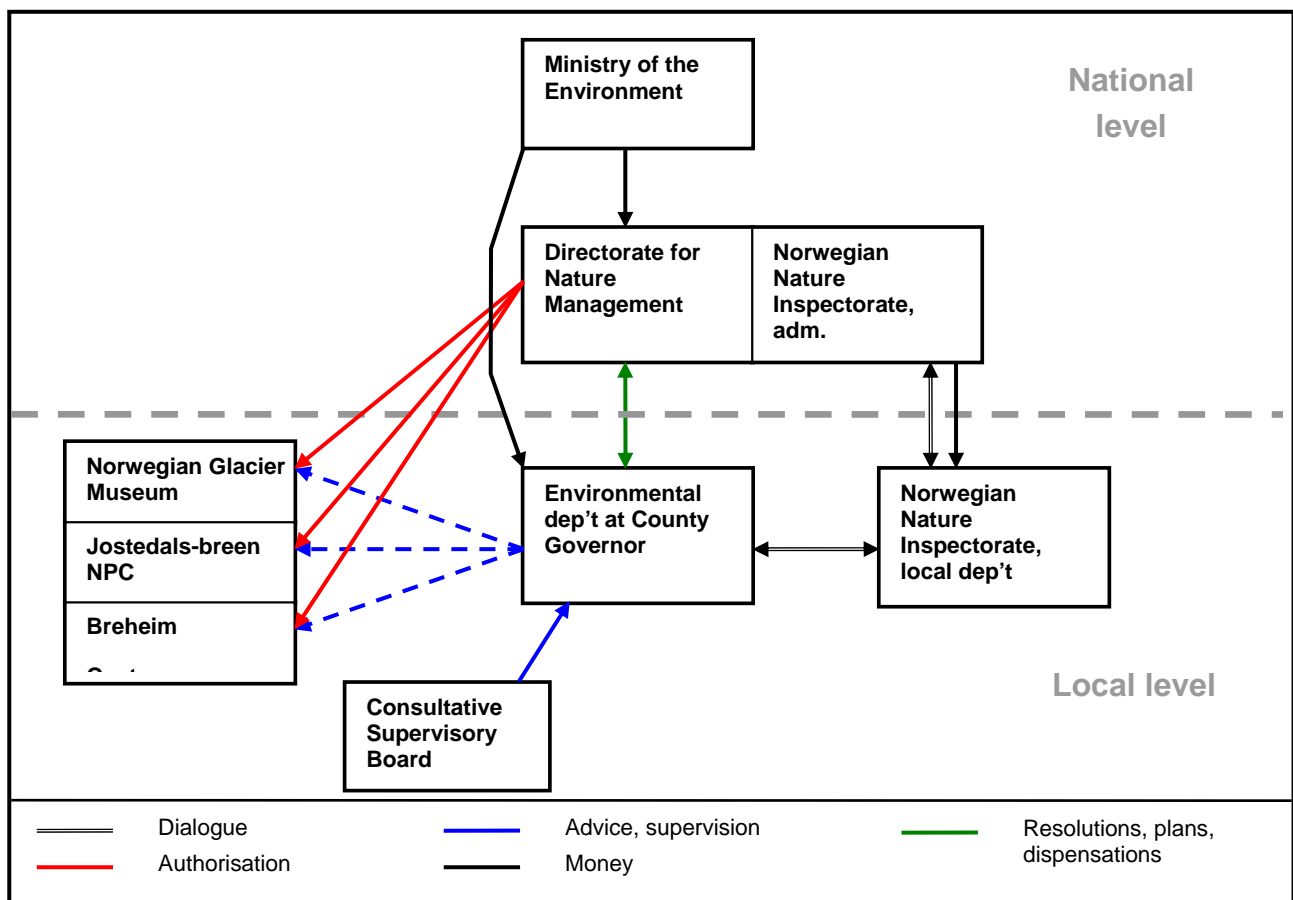 Ministry of the
Environment
National
level
Directorate for
Nature
Management
Norwegian
Nature
Inspectorate,
adm.
Norwegian Glacier
Museum
Jostedals-breen
NPC
Breheim
Environmental
dep't at County
Governor
Norwegian
Nature
Inspectorate,
local dep't
Local level
Consultative
Supervisory
Board
Dialogue
Advice, supervision
Resolutions, plans,
dispensations
Authorisation
Money